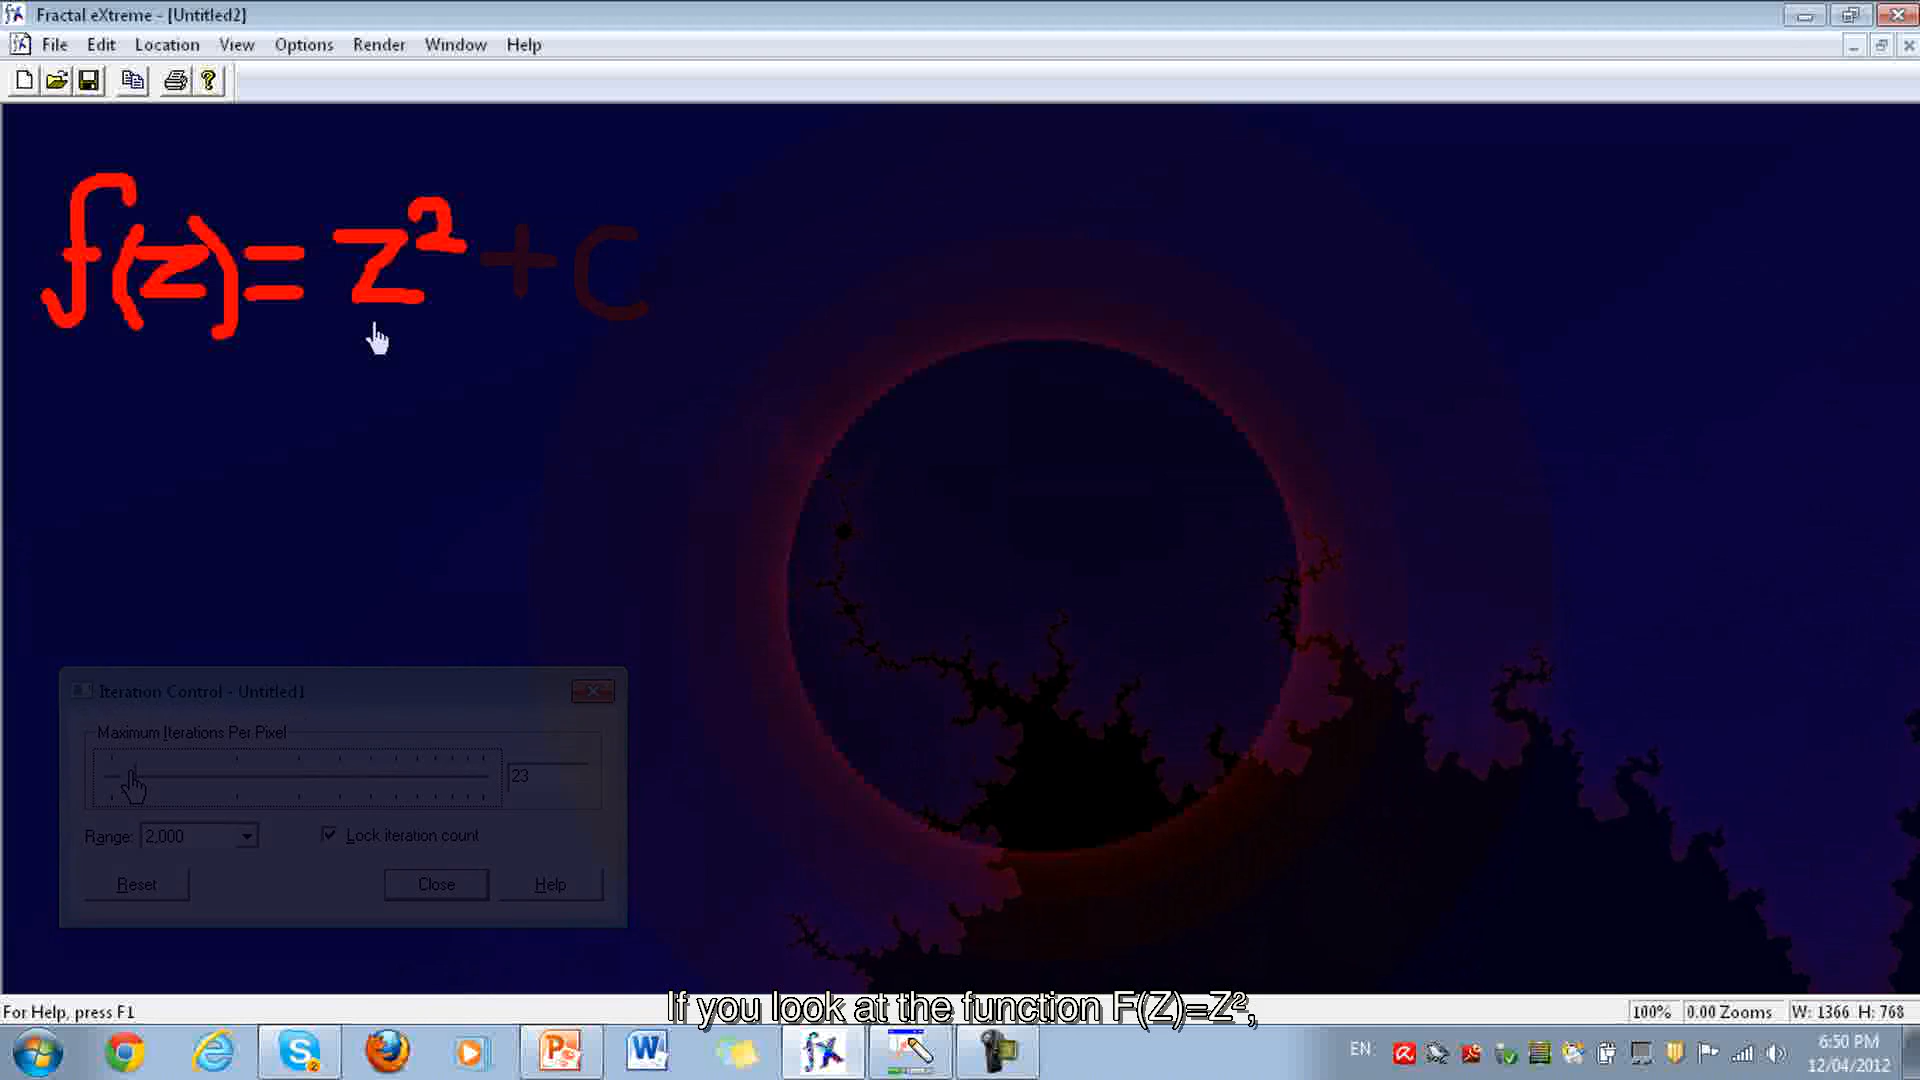 Fractal eXtreme - [Untitled2]
File Edit Location View Options Render Window Help
f(z)= z² + c
Iteration Control - Untitled1
Maximum Iterations Per Pixel
23
Range: 2,000
Lock iteration count
Reset Close Help
If you look at the function F(Z)=Z²,
For Help, press F1
100% 0.00 Zooms W: 1366 H: 768
EN
6:50 PM
12/04/2012